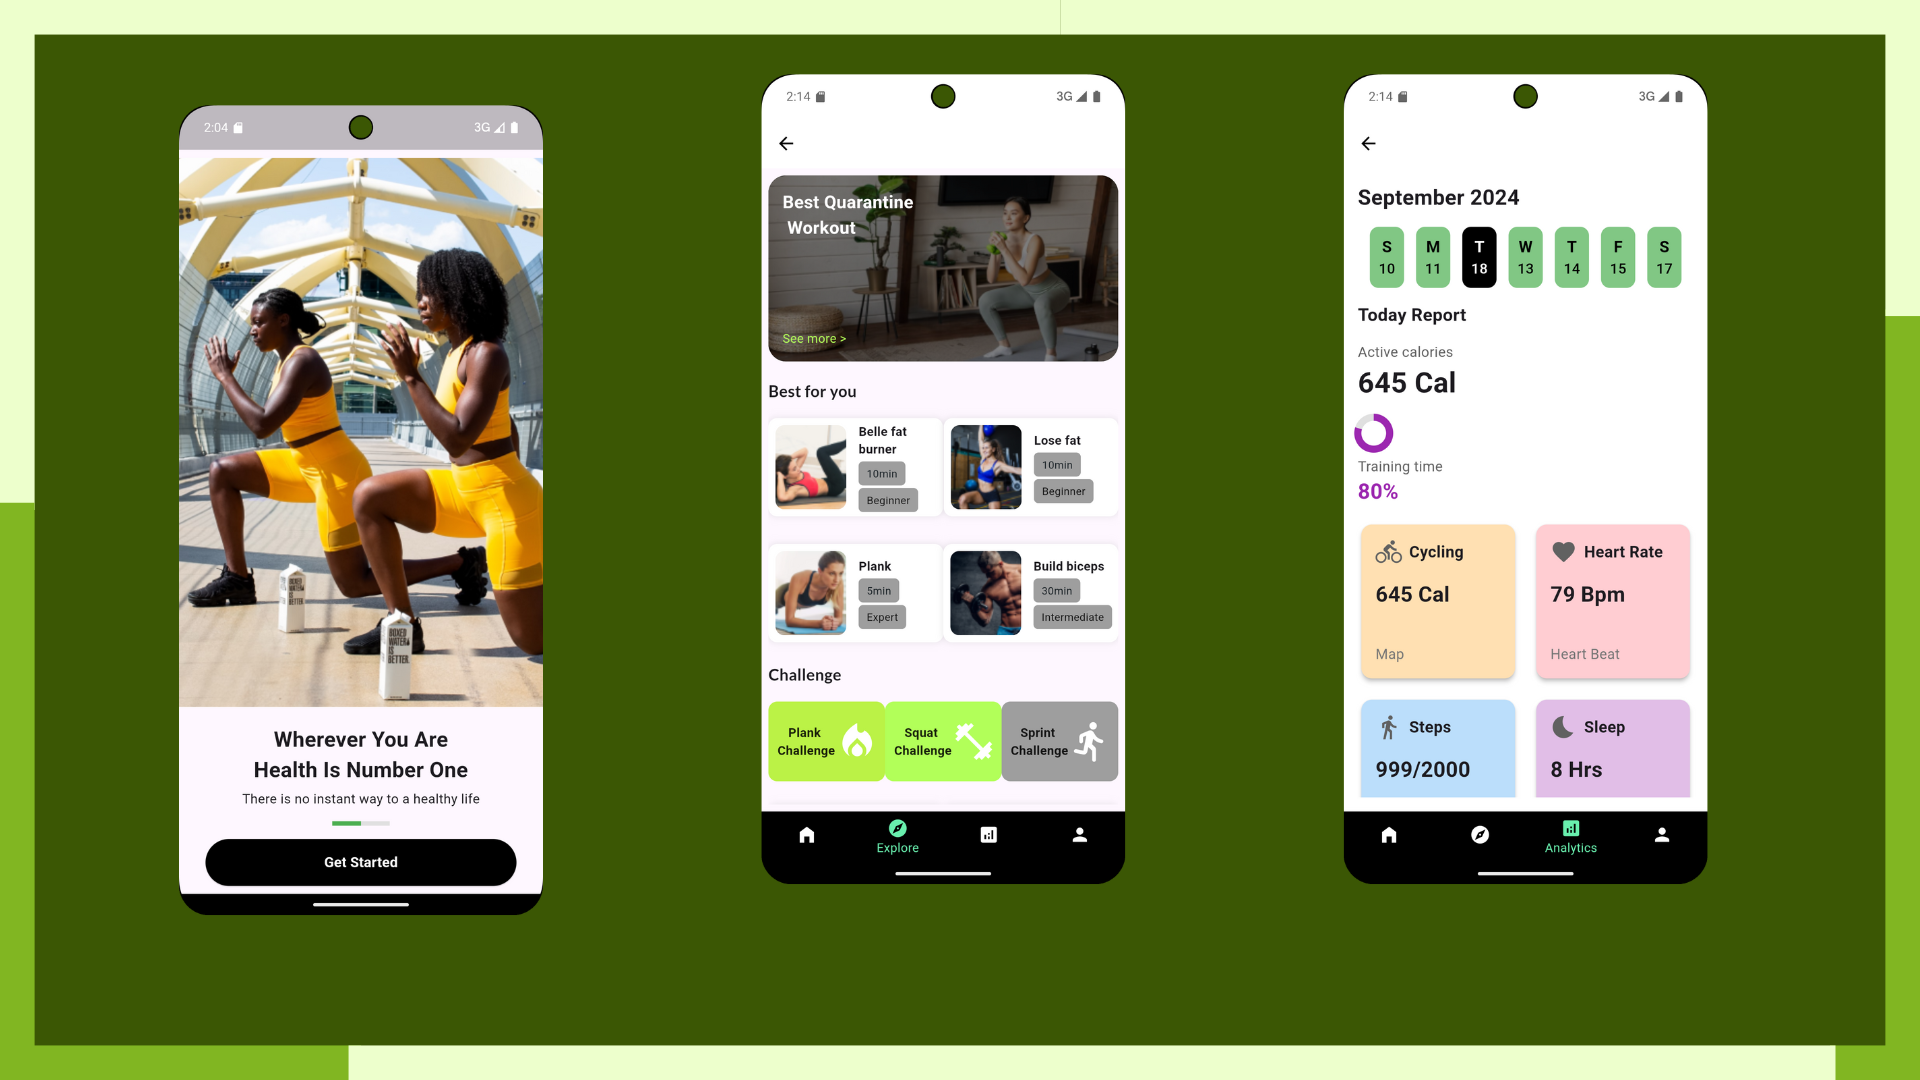 2:04
3G
BOXED
WATER
IS
BETTER.
BOXED
WATER
IS
BETTER.
Wherever You Are
Health Is Number One
There is no instant way to a healthy life
Get Started
2:14
3G
Best Quarantine
Workout
See more >
Best for you
Belle fat
burner
10min
Beginner
Lose fat
10min
Beginner
Plank
5min
Expert
Build biceps
30min
Intermediate
Challenge
Plank
Challenge
Squat
Challenge
Sprint
Challenge
Explore
2:14
3G
September 2024
S M T W T F S
10 11 18 13 14 15 17
Today Report
Active calories
645 Cal
Training time
80%
Cycling
645 Cal
Map
Heart Rate
79 Bpm
Heart Beat
Steps
999/2000
Sleep
8 Hrs
Analytics